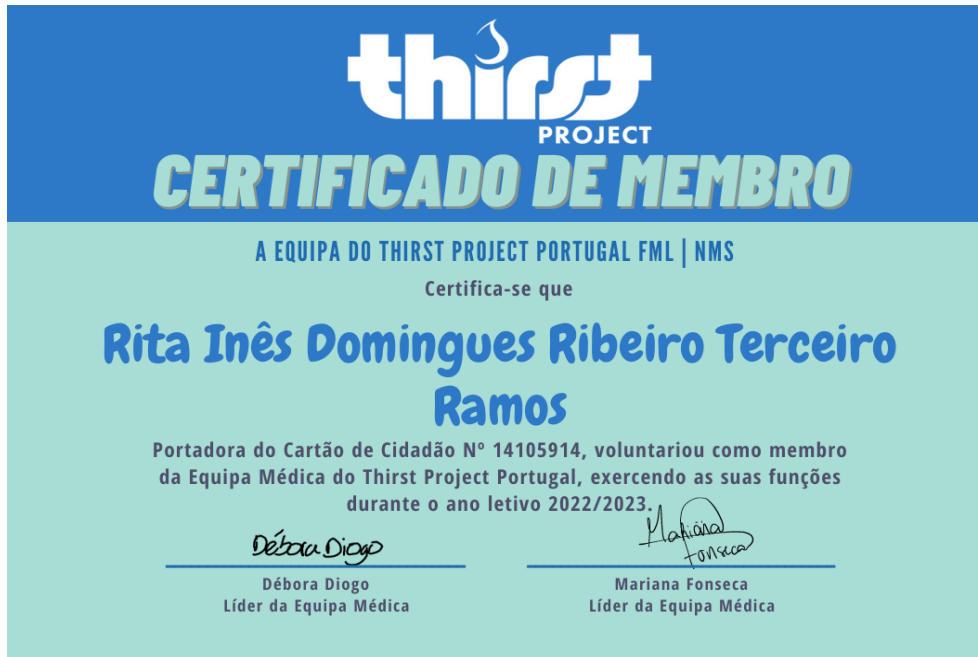 thirst
PROJECT
CERTIFICADO DE MEMBRO
A EQUIPA DO THIRST PROJECT PORTUGAL FML | NMS
Certifica-se que
Rita Inês Domingues Ribeiro Terceiro
Ramos
Portadora do Cartão de Cidadão Nº 14105914, voluntariou como membro
da Equipa Médica do Thirst Project Portugal, exercendo as suas funções
durante o ano letivo 2022/2023.
Débora Diogo
Mariana
Fonseca
Débora Diogo
Líder da Equipa Médica
Mariana Fonseca
Líder da Equipa Médica